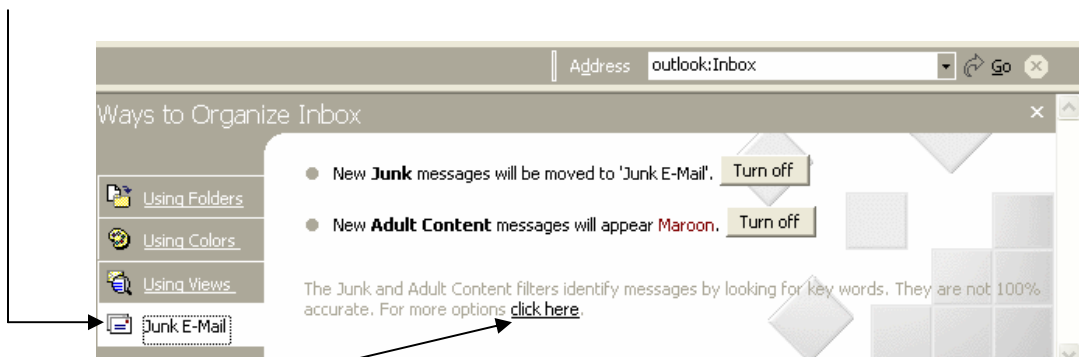 Address outlook:Inbox Go
Ways to Organize Inbox
New Junk messages will be moved to 'Junk E-Mail'. Turn off
Using Folders
New Adult Content messages will appear Maroon. Turn off
Using Colors
Using Views
The Junk and Adult Content filters identify messages by looking for key words. They are not 100%
accurate. For more options click here.
Junk E-Mail